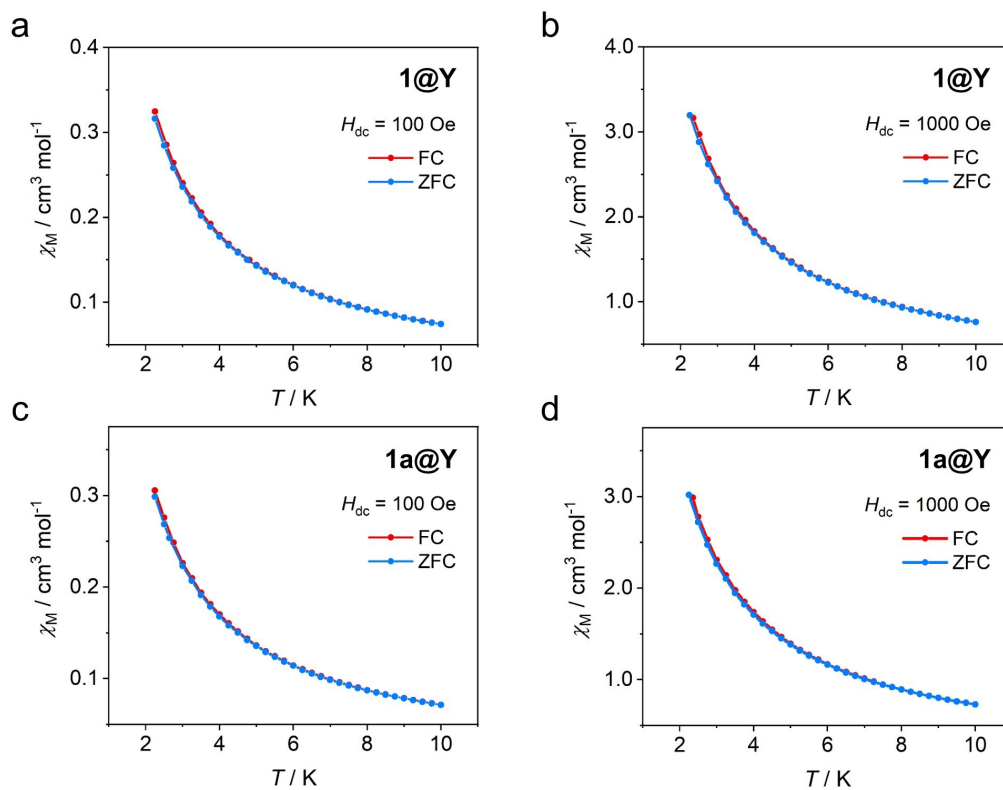 a
0.4
0.3
0.2
0.1
χM / cm³ mol⁻¹
1@Y
Hdc = 100 Oe
FC
ZFC
2 4 6 8 10
T / K
b
4.0
3.0
2.0
1.0
χM / cm³ mol⁻¹
1@Y
Hdc = 1000 Oe
FC
ZFC
2 4 6 8 10
T / K
c
0.3
0.2
0.1
χM / cm³ mol⁻¹
1a@Y
Hdc = 100 Oe
FC
ZFC
2 4 6 8 10
T / K
d
3.0
2.0
1.0
χM / cm³ mol⁻¹
1a@Y
Hdc = 1000 Oe
FC
ZFC
2 4 6 8 10
T / K